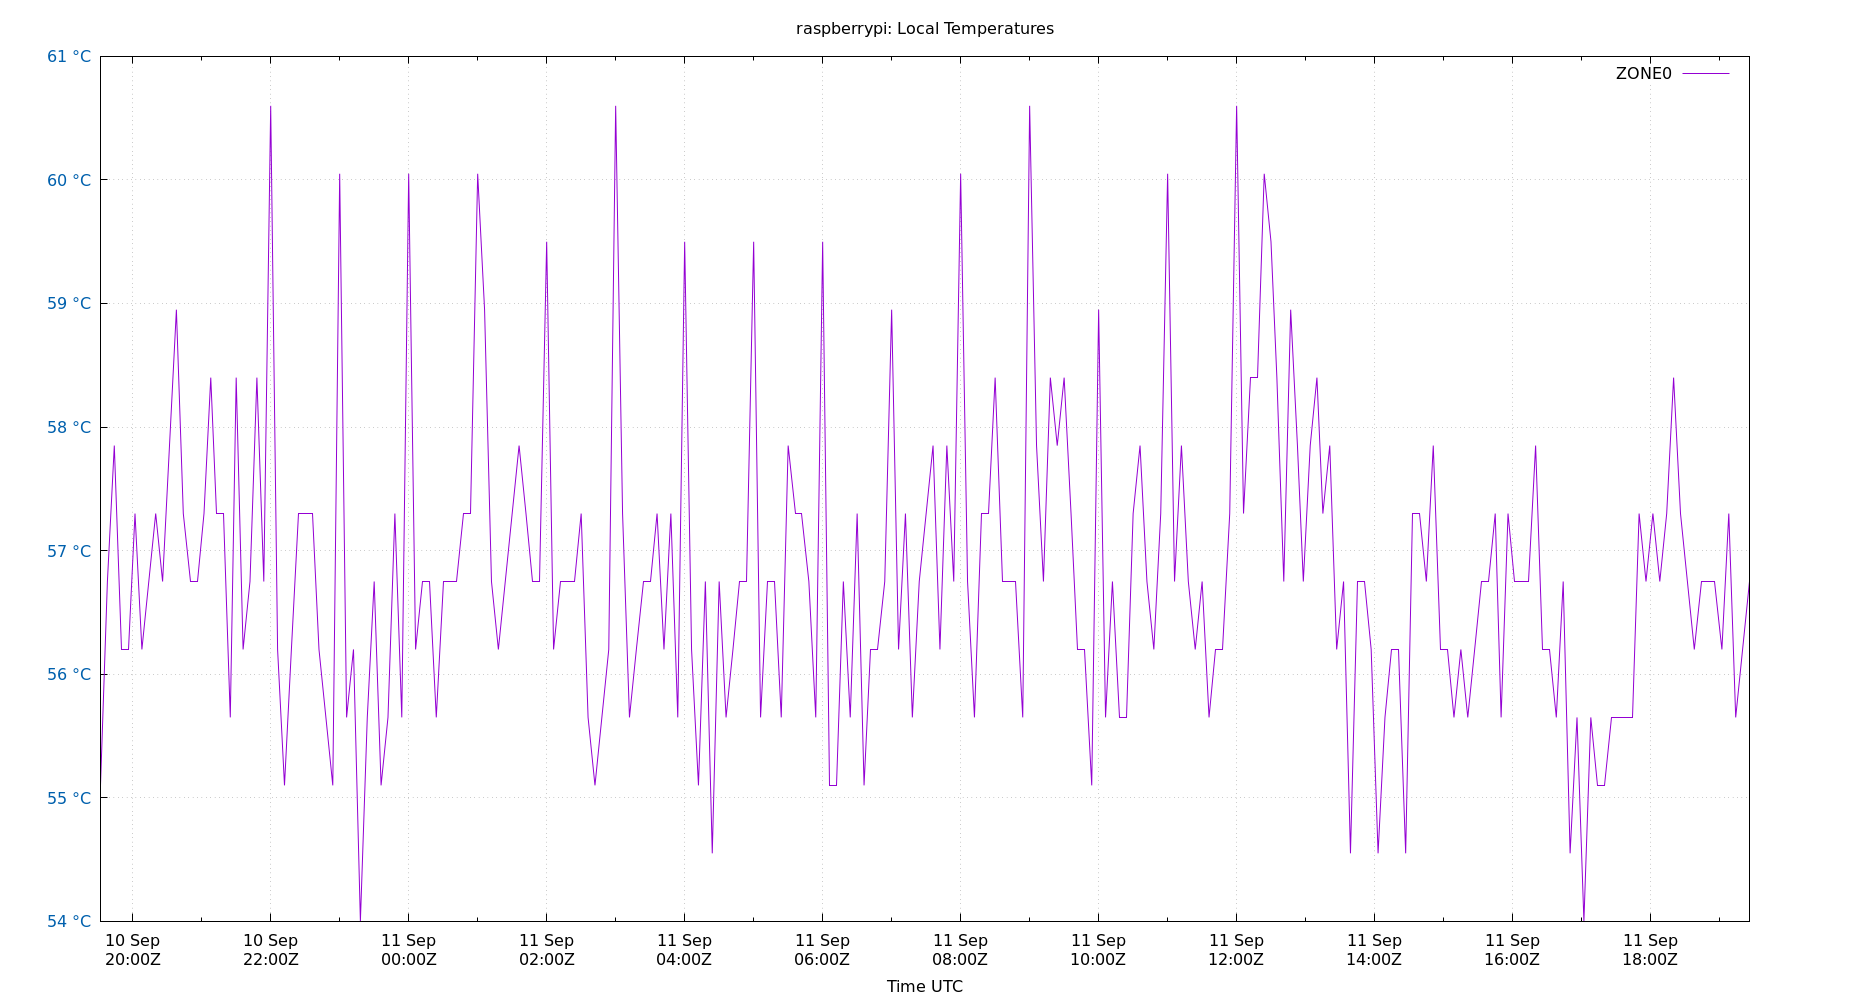 raspberrypi: Local Temperatures
ZONE0
61 °C
60 °C
59 °C
58 °C
57 °C
56 °C
55 °C
54 °C
10 Sep 10 Sep 11 Sep 11 Sep 11 Sep 11 Sep 11 Sep 11 Sep 11 Sep 11 Sep 11 Sep 11 Sep
20:00Z 22:00Z 00:00Z 02:00Z 04:00Z 06:00Z 08:00Z 10:00Z 12:00Z 14:00Z 16:00Z 18:00Z
Time UTC